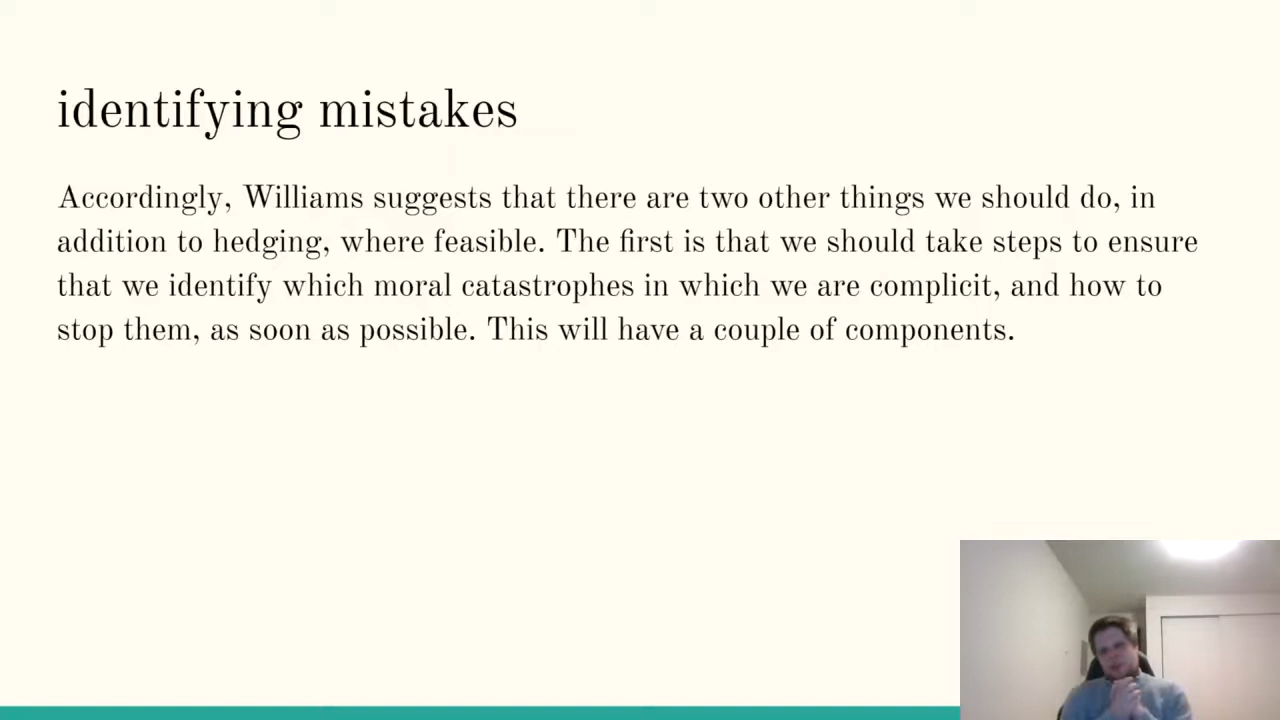 identifying mistakes
Accordingly, Williams suggests that there are two other things we should do, in
addition to hedging, where feasible. The first is that we should take steps to ensure
that we identify which moral catastrophes in which we are complicit, and how to
stop them, as soon as possible. This will have a couple of components.